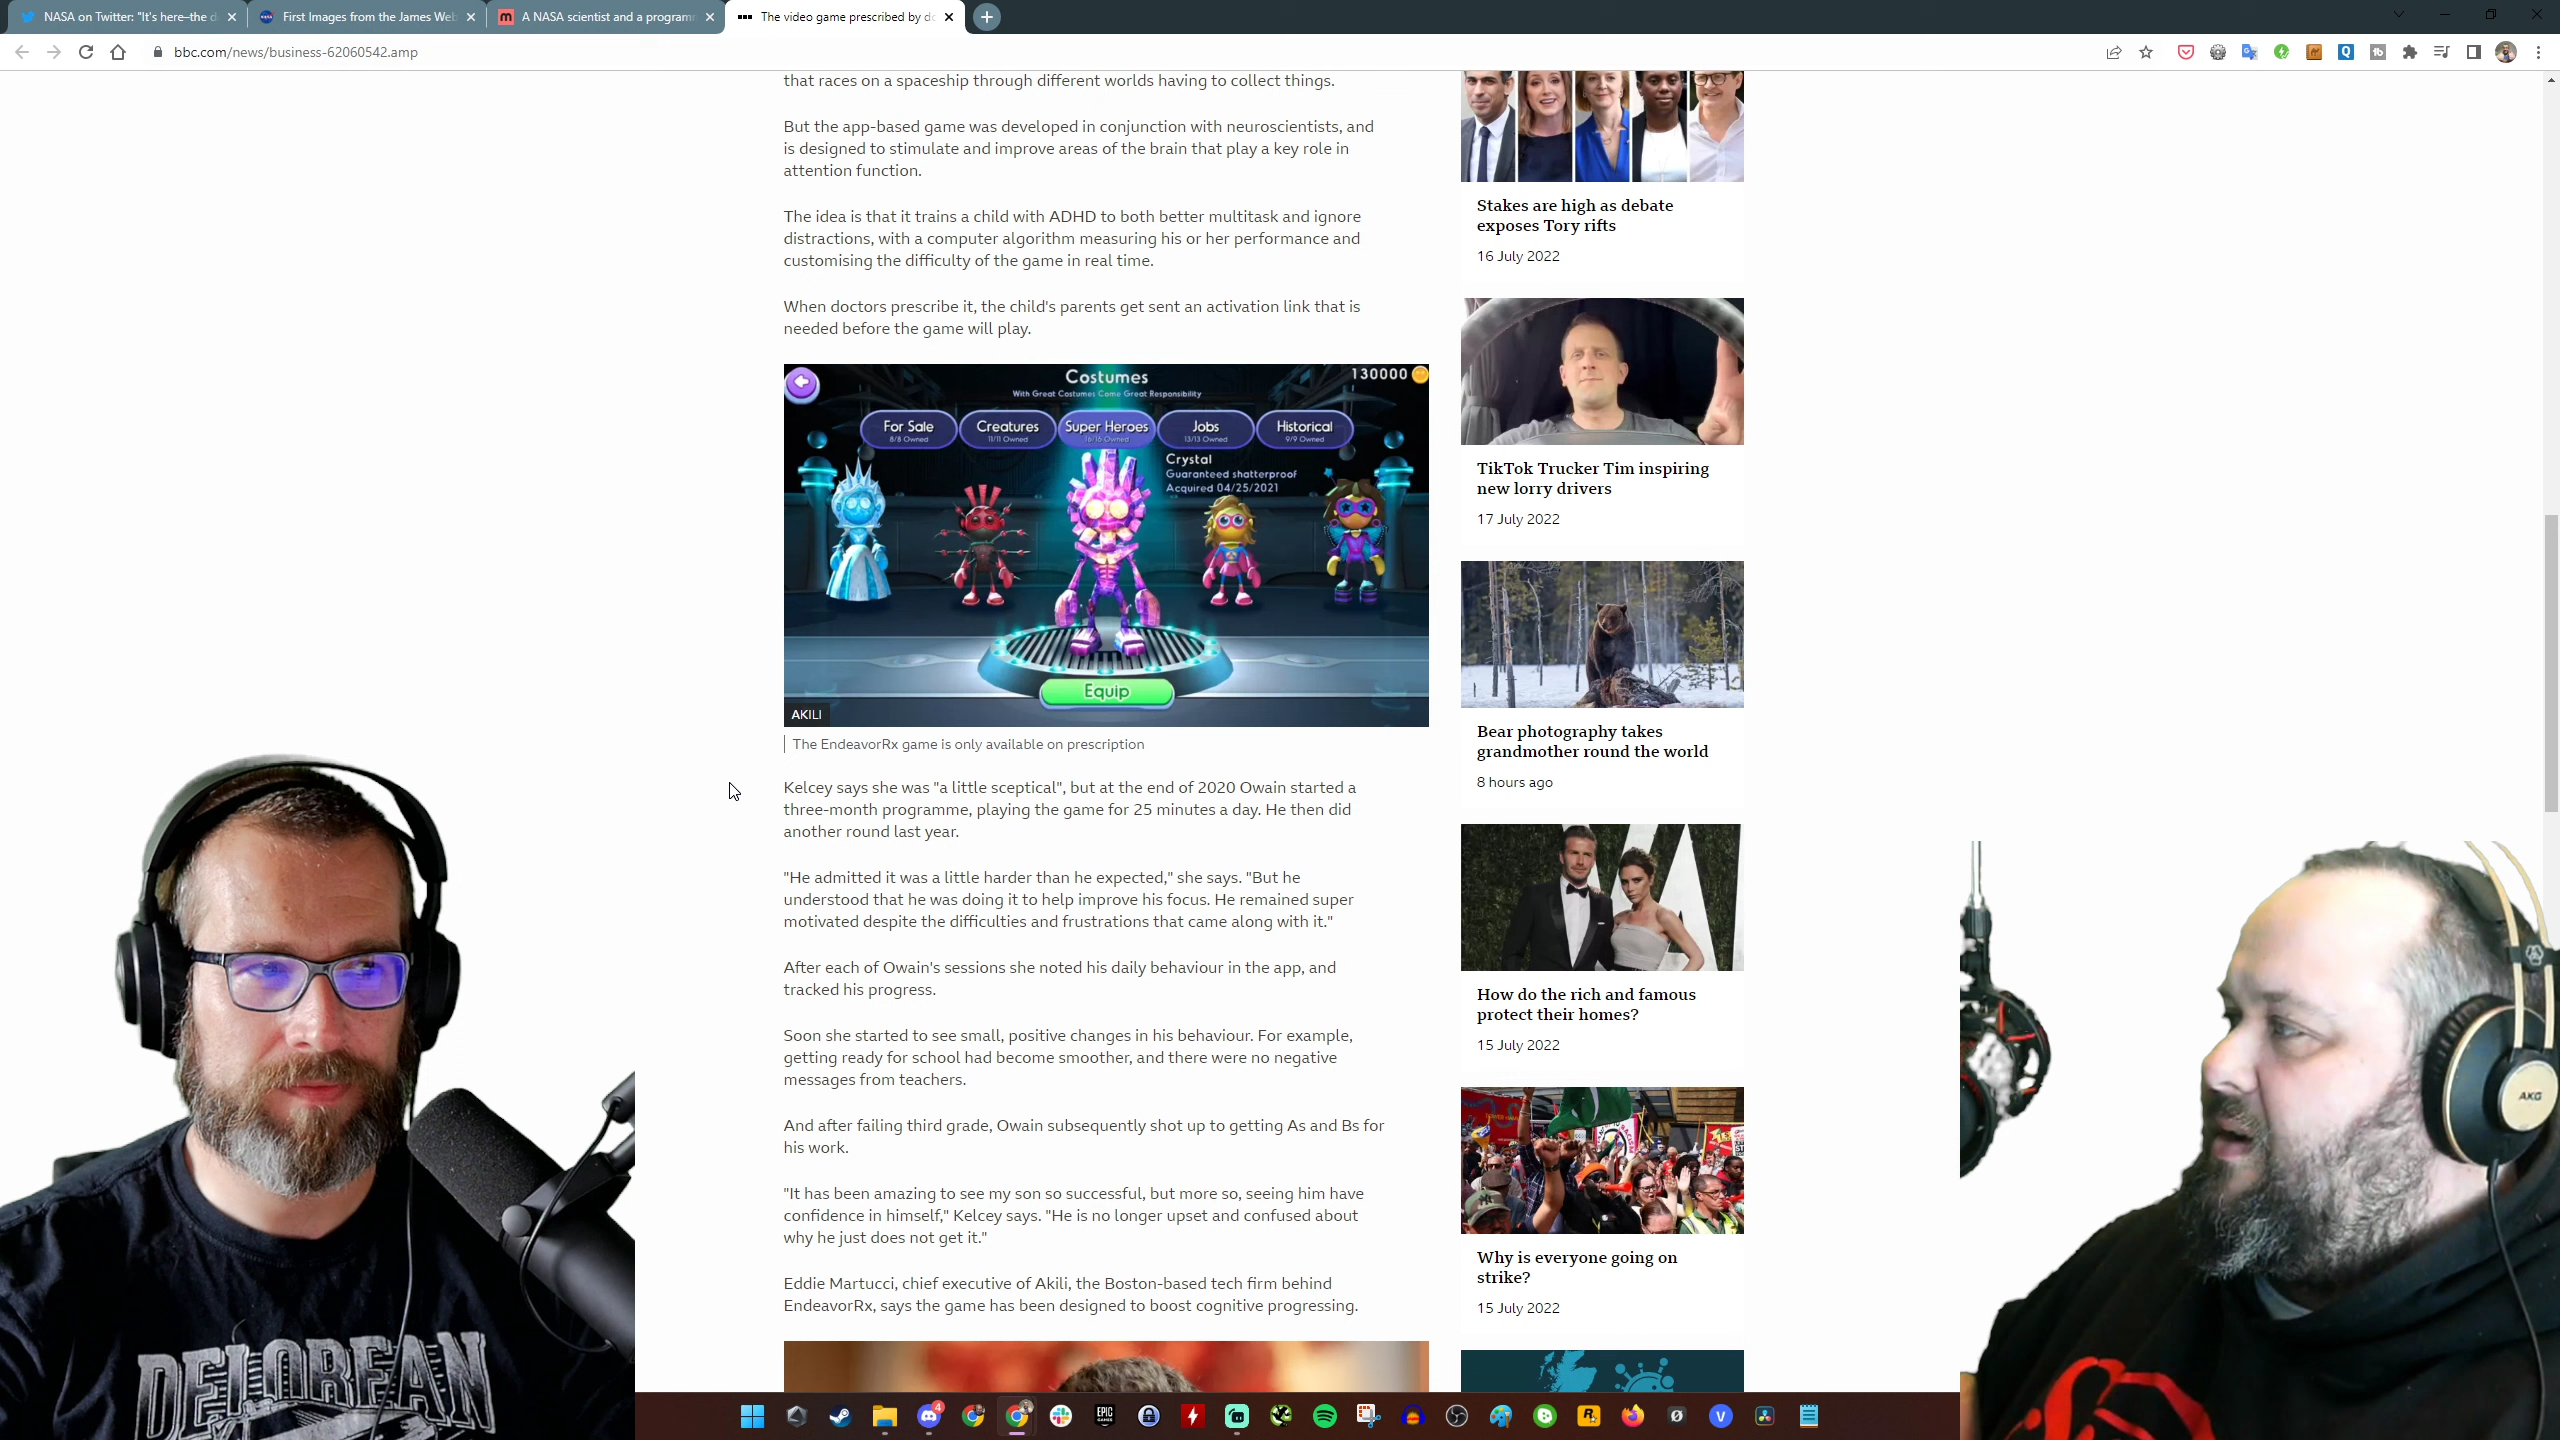 NASA on Twitter: "It's here–the d
First Images from the James Web
A NASA scientist and a programm
The video game prescribed by do
bbc.com/news/business-62060542.amp
that races on a spaceship through different worlds having to collect things.
But the app-based game was developed in conjunction with neuroscientists, and
is designed to stimulate and improve areas of the brain that play a key role in
attention function.
The idea is that it trains a child with ADHD to both better multitask and ignore
distractions, with a computer algorithm measuring his or her performance and
customising the difficulty of the game in real time.
When doctors prescribe it, the child's parents get sent an activation link that is
needed before the game will play.
Costumes
130000
With Great Costumes Come Great Responsibility
For Sale
8/8 Owned
Creatures
11/11 Owned
Super Heroes
16/16 Owned
Jobs
13/13 Owned
Historical
9/9 Owned
Crystal
Guaranteed shatterproof
Acquired 04/25/2021
Equip
AKILI
The EndeavorRx game is only available on prescription
Kelcey says she was "a little sceptical", but at the end of 2020 Owain started a
three-month programme, playing the game for 25 minutes a day. He then did
another round last year.
"He admitted it was a little harder than he expected," she says. "But he
understood that he was doing it to help improve his focus. He remained super
motivated despite the difficulties and frustrations that came along with it."
After each of Owain's sessions she noted his daily behaviour in the app, and
tracked his progress.
Soon she started to see small, positive changes in his behaviour. For example,
getting ready for school had become smoother, and there were no negative
messages from teachers.
And after failing third grade, Owain subsequently shot up to getting As and Bs for
his work.
"It has been amazing to see my son so successful, but more so, seeing him have
confidence in himself," Kelcey says. "He is no longer upset and confused about
why he just does not get it."
Eddie Martucci, chief executive of Akili, the Boston-based tech firm behind
EndeavorRx, says the game has been designed to boost cognitive progressing.
Stakes are high as debate
exposes Tory rifts
16 July 2022
TikTok Trucker Tim inspiring
new lorry drivers
17 July 2022
Bear photography takes
grandmother round the world
8 hours ago
How do the rich and famous
protect their homes?
15 July 2022
Why is everyone going on
strike?
15 July 2022
DELOREAN
AKG
EPIC
GAMES
4